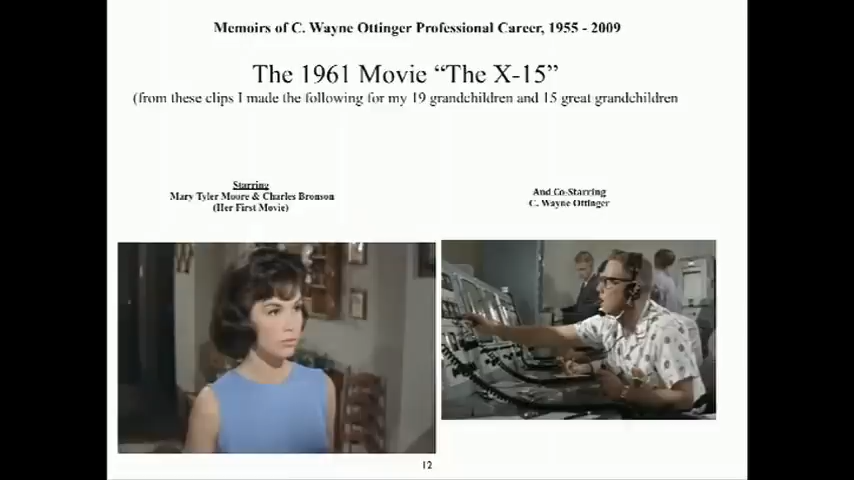 Memoirs of C. Wayne Ottinger Professional Career, 1955 - 2009
The 1961 Movie “The X-15”
(from these clips I made the following for my 19 grandchildren and 15 great grandchildren
Starring
Mary Tyler Moore & Charles Bronson
(Her First Movie)
And Co-Starring
C. Wayne Ottinger
12